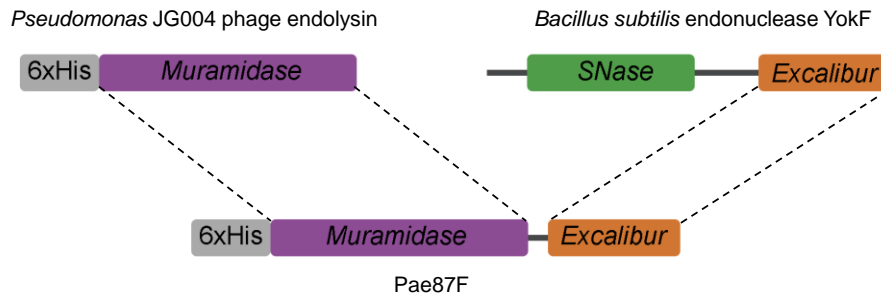 Pseudomonas JG004 phage endolysin
Bacillus subtilis endonuclease YokF
6xHis Muramidase
SNase Excalibur
6xHis Muramidase Excalibur
Pae87F